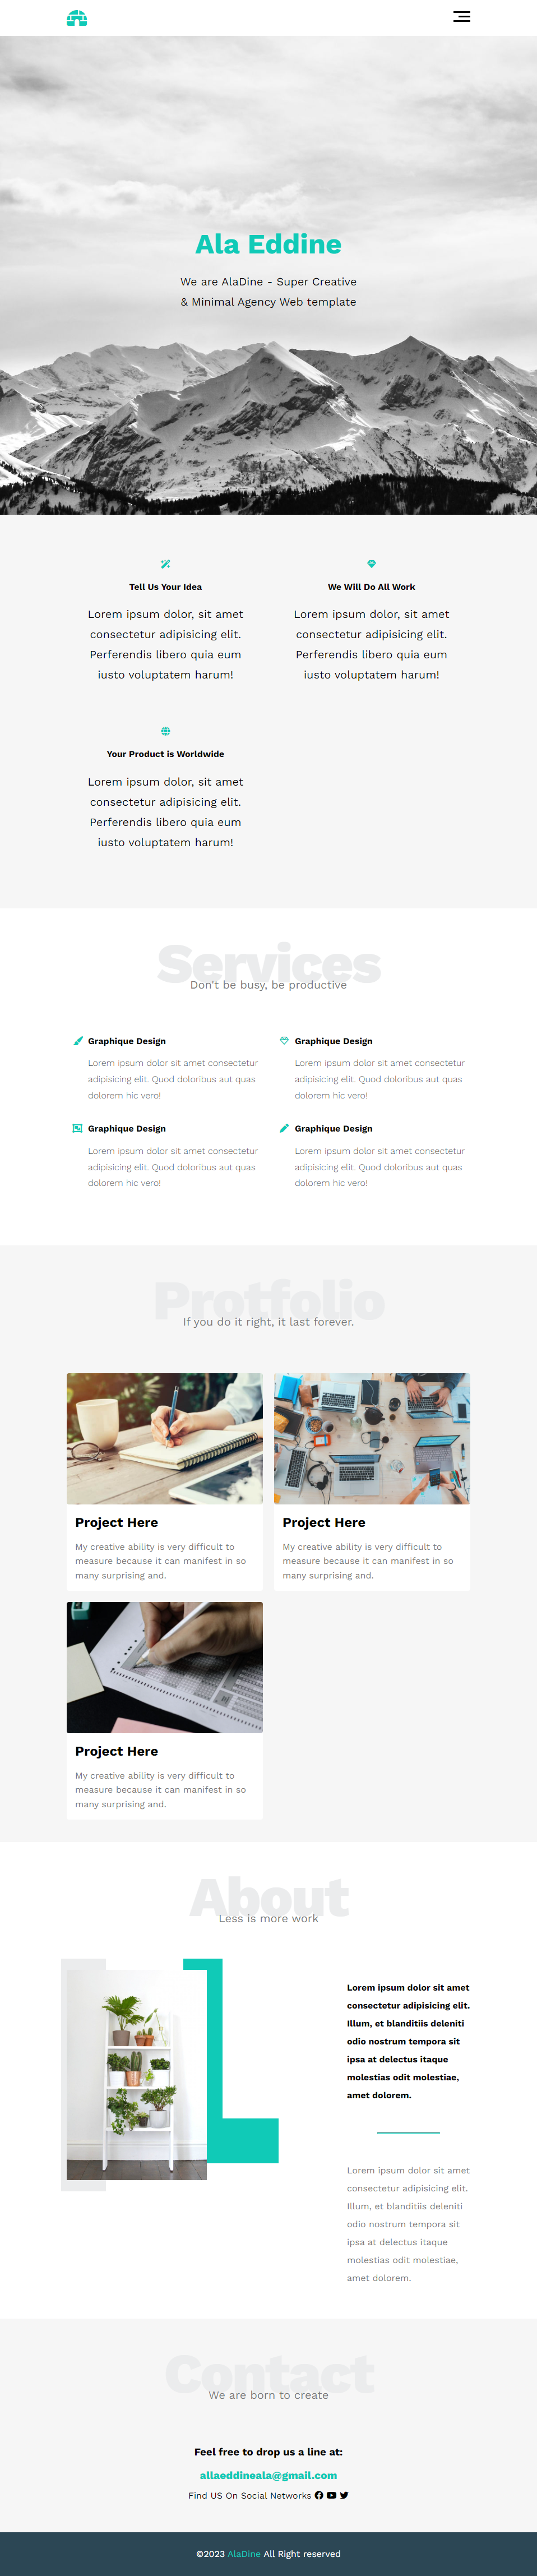 Ala Eddine
We are AlaDine - Super Creative
& Minimal Agency Web template
Tell Us Your Idea
Lorem ipsum dolor, sit amet
consectetur adipisicing elit.
Perferendis libero quia eum
iusto voluptatem harum!
We Will Do All Work
Lorem ipsum dolor, sit amet
consectetur adipisicing elit.
Perferendis libero quia eum
iusto voluptatem harum!
Your Product is Worldwide
Lorem ipsum dolor, sit amet
consectetur adipisicing elit.
Perferendis libero quia eum
iusto voluptatem harum!
Services
Don't be busy, be productive
Graphique Design
Lorem ipsum dolor sit amet consectetur
adipisicing elit. Quod doloribus aut quas
dolorem hic vero!
Graphique Design
Lorem ipsum dolor sit amet consectetur
adipisicing elit. Quod doloribus aut quas
dolorem hic vero!
Graphique Design
Lorem ipsum dolor sit amet consectetur
adipisicing elit. Quod doloribus aut quas
dolorem hic vero!
Graphique Design
Lorem ipsum dolor sit amet consectetur
adipisicing elit. Quod doloribus aut quas
dolorem hic vero!
Protfolio
If you do it right, it last forever.
Project Here
My creative ability is very difficult to
measure because it can manifest in so
many surprising and.
Project Here
My creative ability is very difficult to
measure because it can manifest in so
many surprising and.
Project Here
My creative ability is very difficult to
measure because it can manifest in so
many surprising and.
About
Less is more work
Lorem ipsum dolor sit amet
consectetur adipisicing elit.
Illum, et blanditiis deleniti
odio nostrum tempora sit
ipsa at delectus itaque
molestias odit molestiae,
amet dolorem.
Lorem ipsum dolor sit amet
consectetur adipisicing elit.
Illum, et blanditiis deleniti
odio nostrum tempora sit
ipsa at delectus itaque
molestias odit molestiae,
amet dolorem.
Contact
We are born to create
Feel free to drop us a line at:
allaeddineala@gmail.com
Find US On Social Networks
©2023 AlaDine All Right reserved